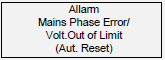 Allarm
Mains Phase Error/
Volt.Out of Limit
(Aut. Reset)